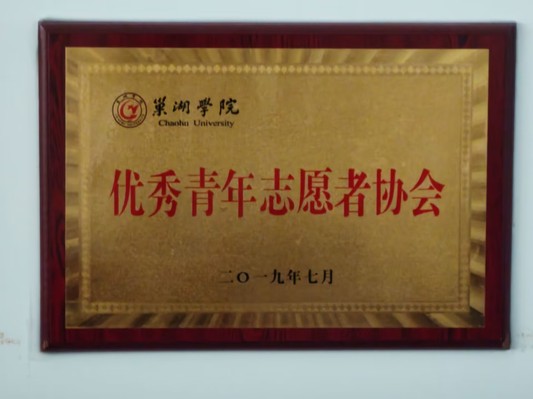 巢湖学院
Chaohu University
优秀青年志愿者协会
二〇一九年七月